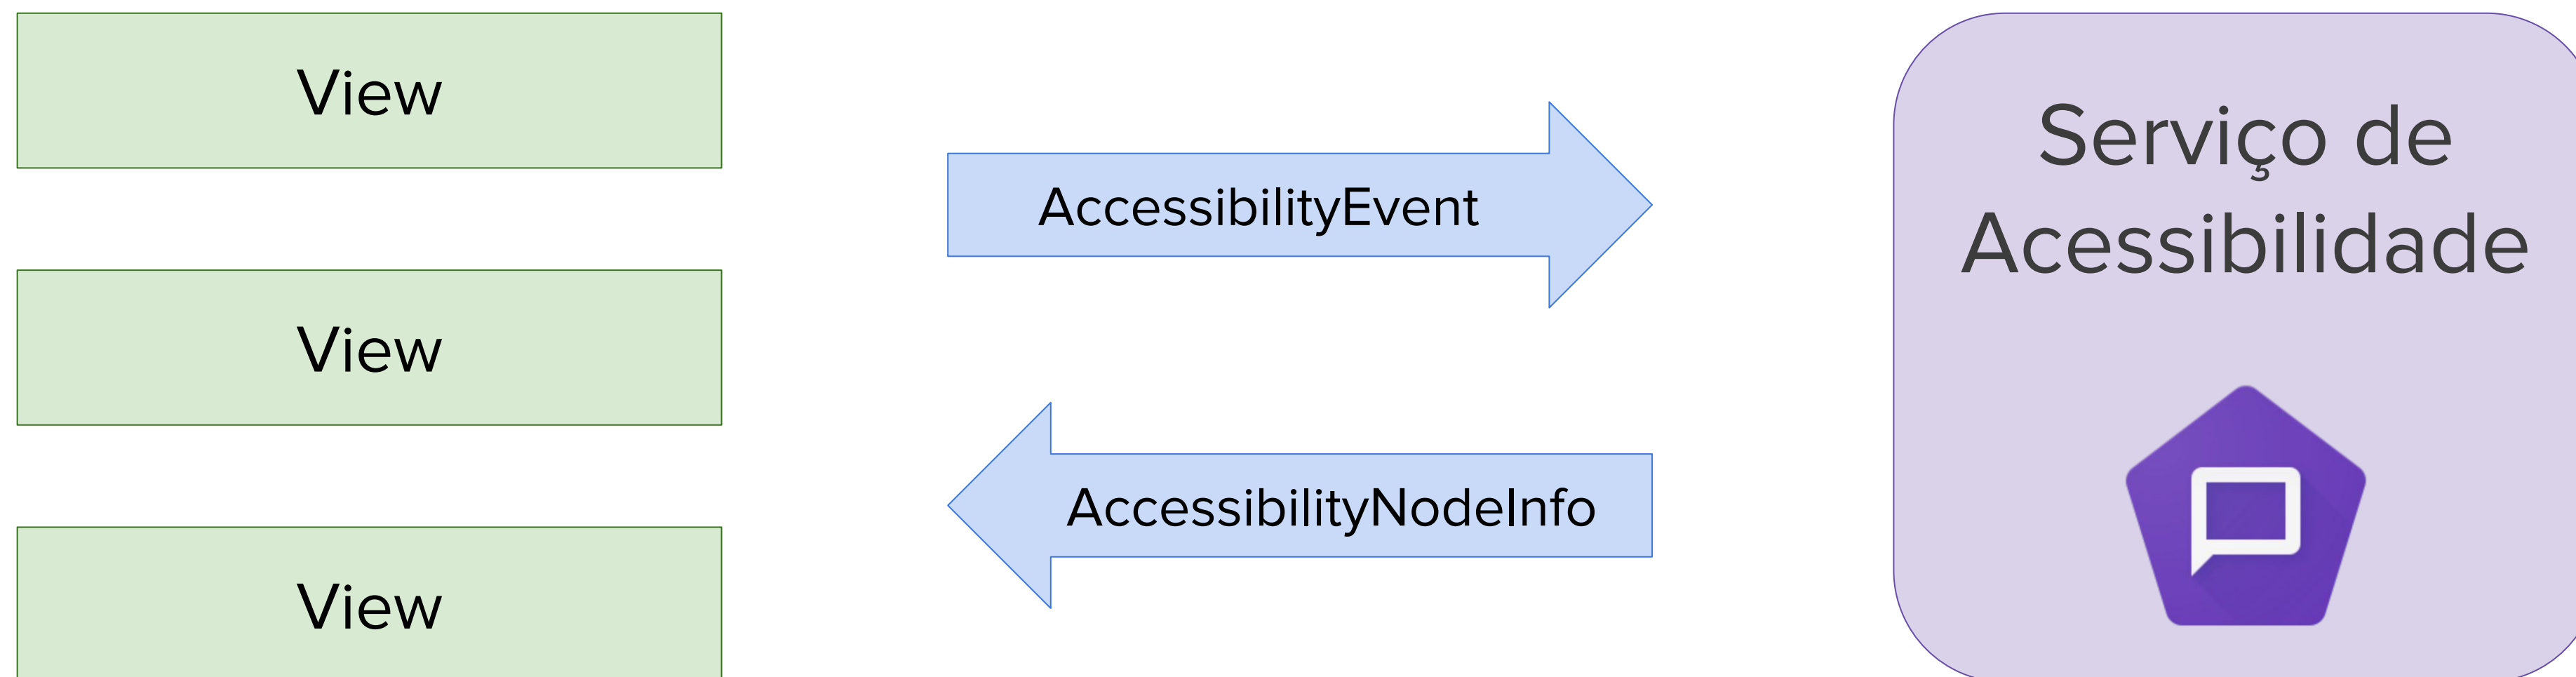 View
View
View
AccessibilityEvent
AccessibilityNodeInfo
Serviço de
Acessibilidade